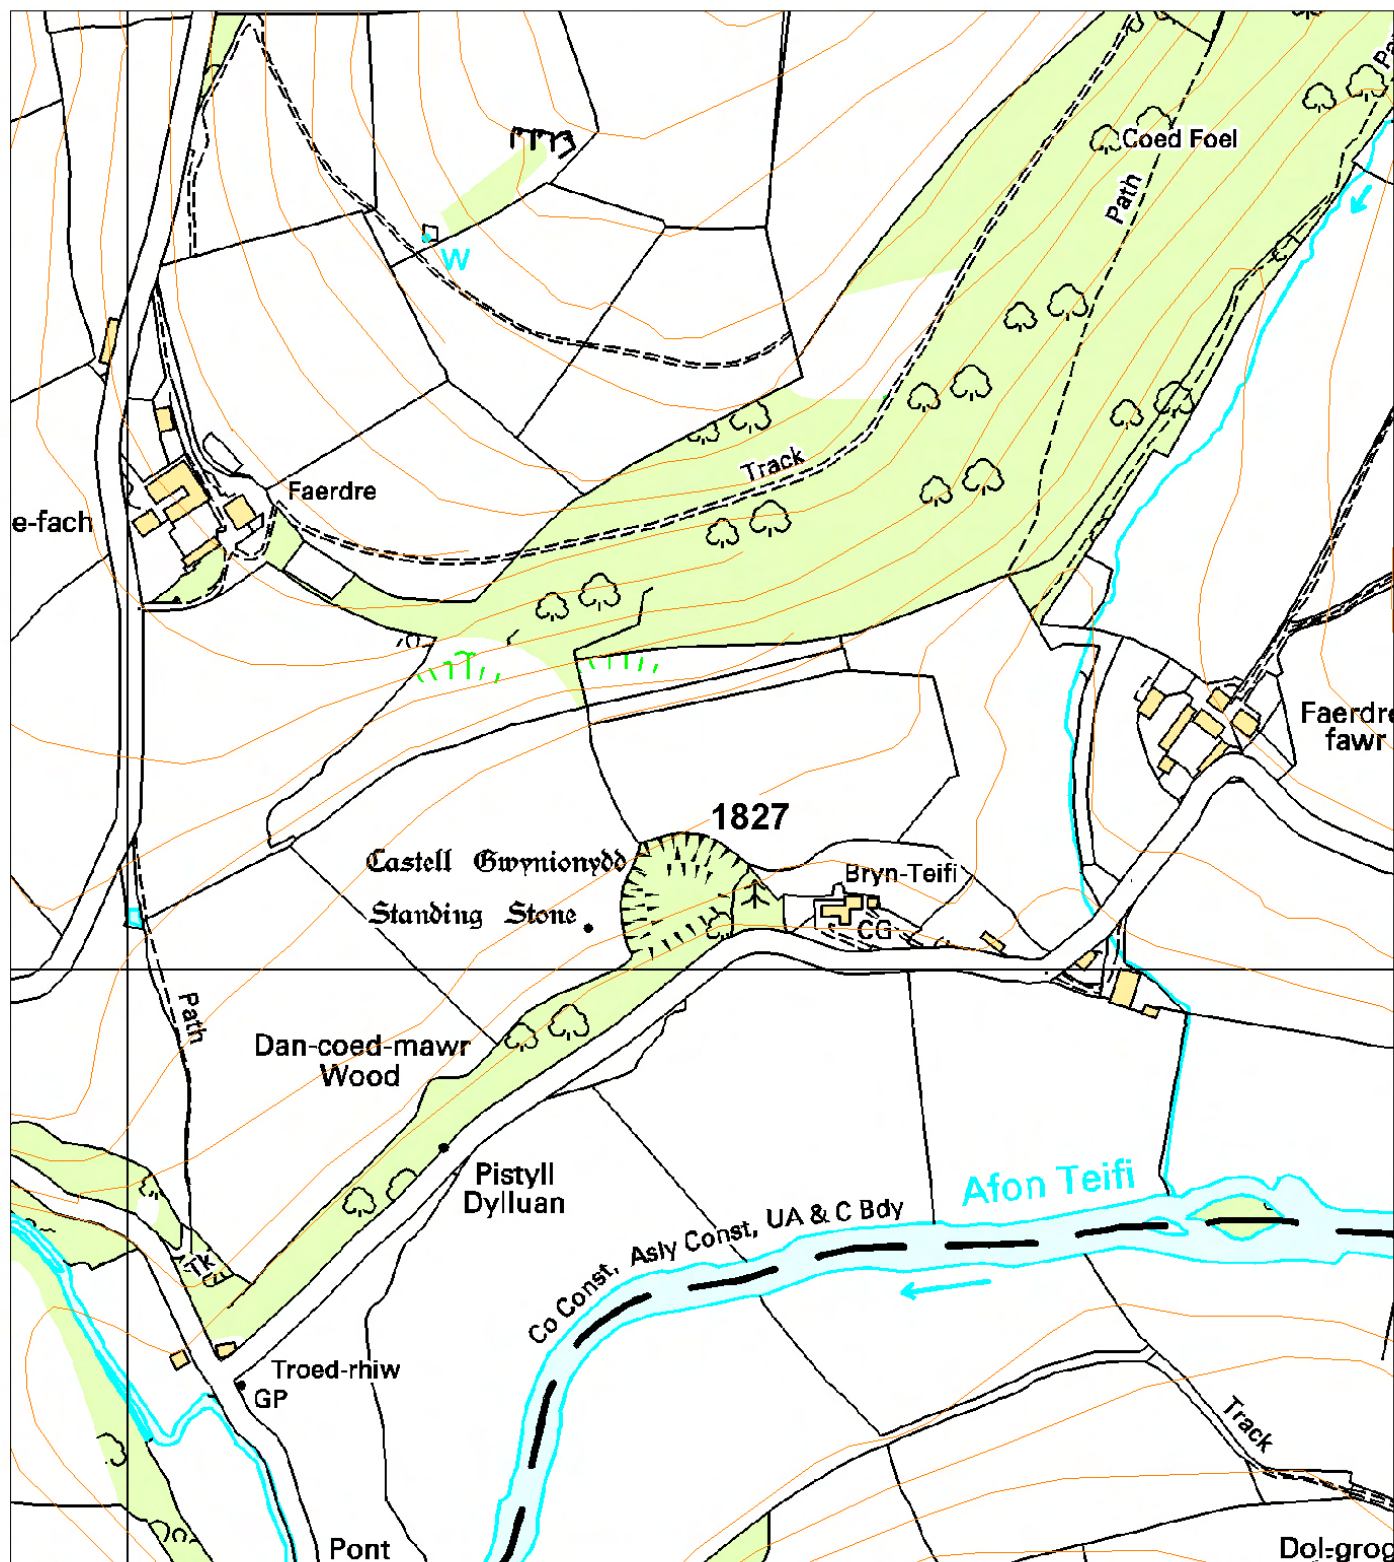 Pa
Coed Foel
Path
W
Track
Faerdre
e-fach
Faerdre
fawr
1827
Castell Gwynionydd
Bryn-Teifi
Standing Stone
CG
Path
Dan-coed-mawr
Wood
Pistyll
Dylluan
Afon Teifi
Co Const, Asly Const, UA & C Bdy
Tk
Troed-rhiw
GP
Track
Pont
Dol-grog